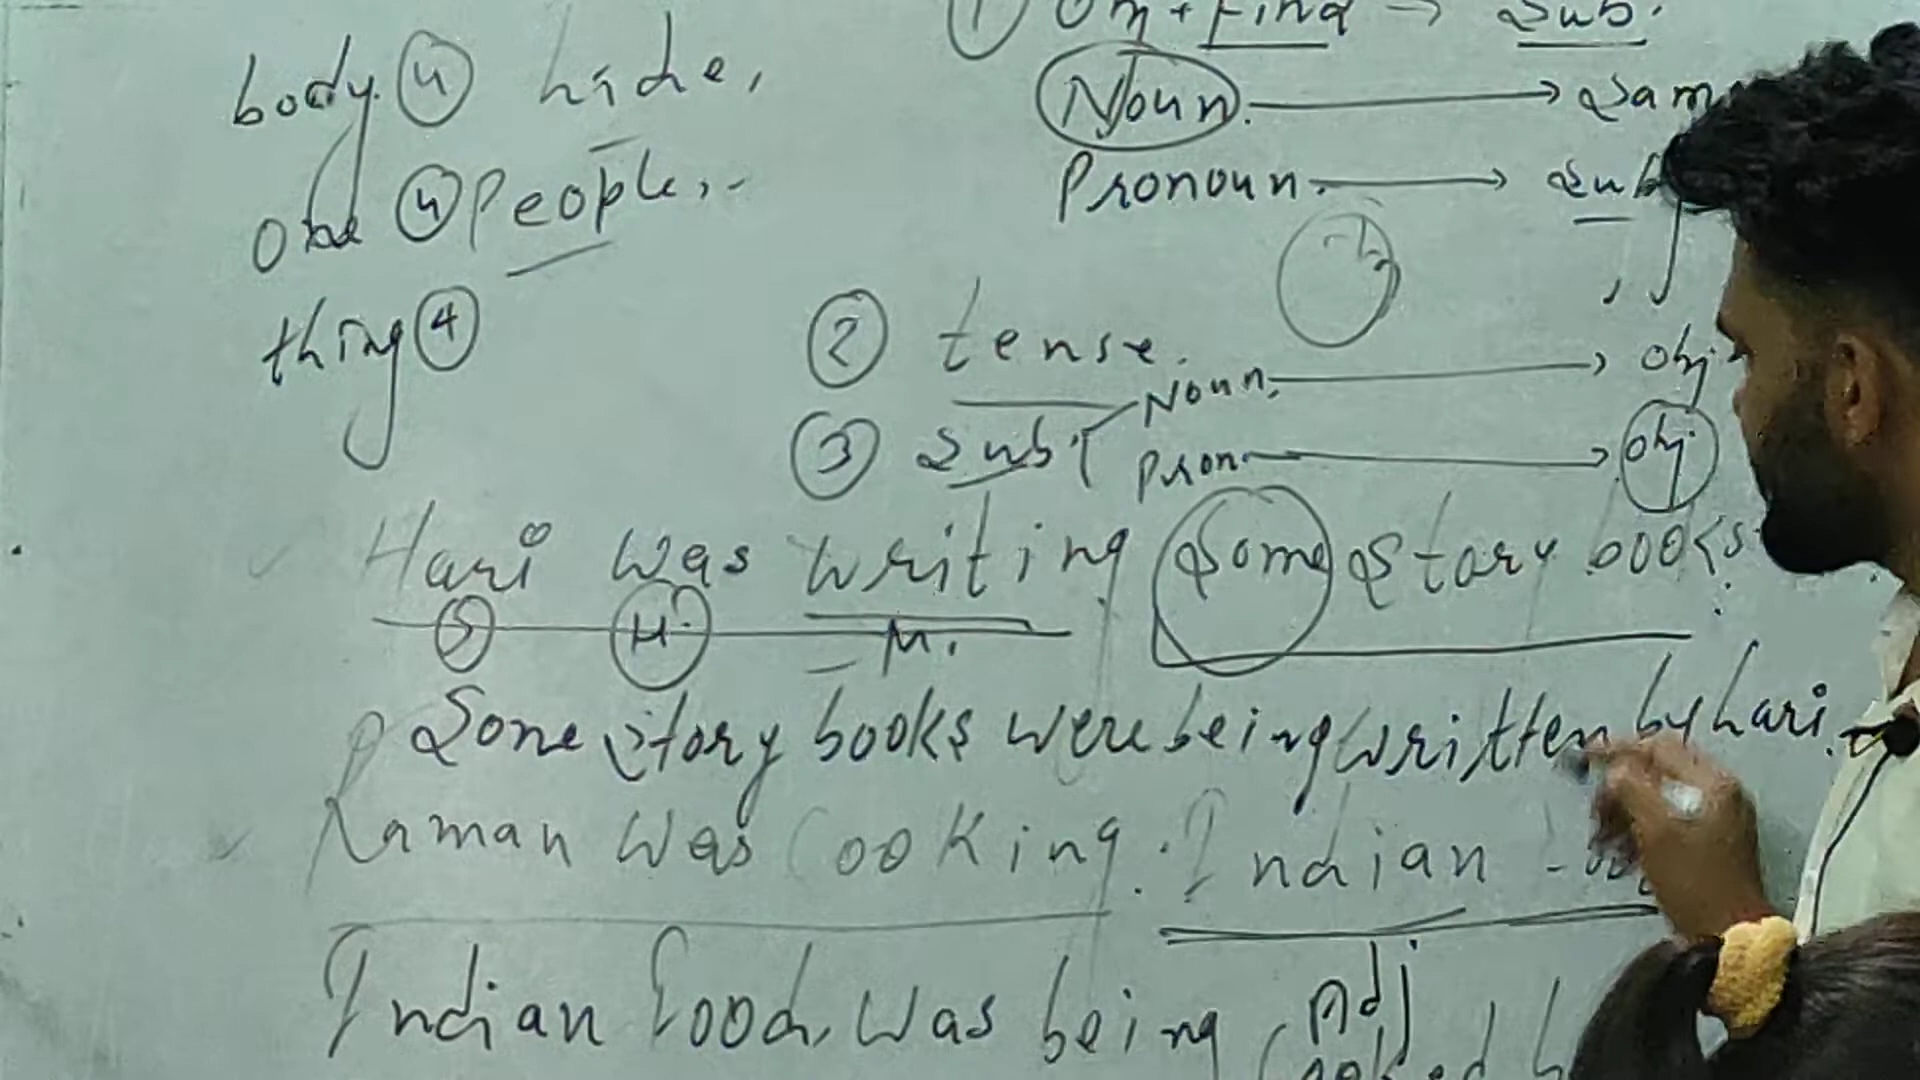 body. ④ hide,
One ④ People,
thing ④
① Obj + Find → Sub.
Noun. → Sam
Pronoun. → Sub
② tense.
③ Sub.
Noun. → Obj
Pron. → Obj.
Hari was writing Some Story books
S H. M.
Some Story books were being written by hari.
Raman was Cooking. Indian
Adj
Indian Food was being cooked